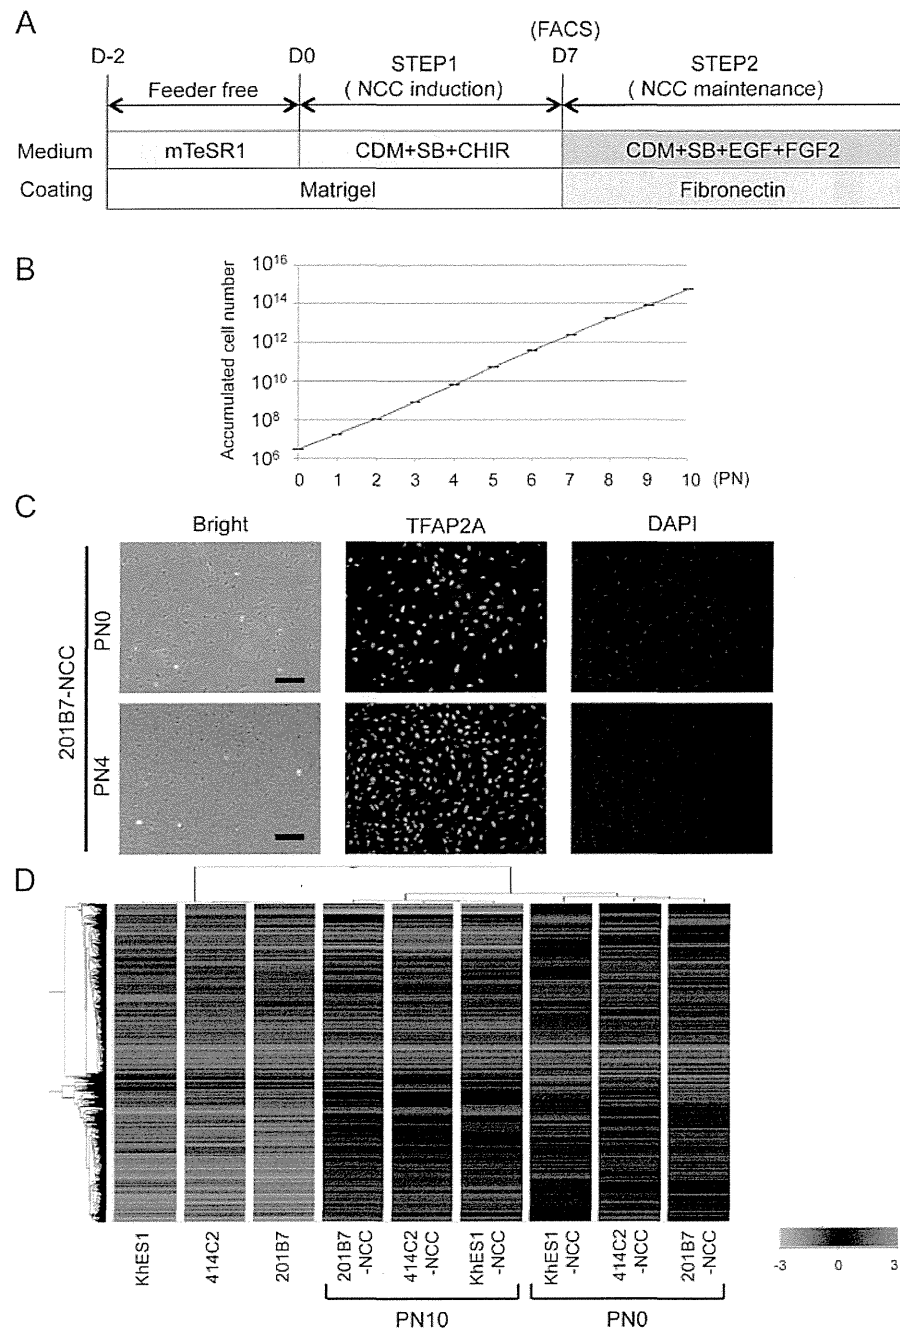 A
(FACS)
D-2 D0 D7
STEP1 STEP2
Feeder free ( NCC induction) ( NCC maintenance)
Medium mTeSR1 CDM+SB+CHIR CDM+SB+EGF+FGF2
Coating Matrigel Fibronectin
B
Accumulated cell number
10^16
10^14
10^12
10^10
10^8
10^6
0 1 2 3 4 5 6 7 8 9 10 (PN)
C
Bright TFAP2A DAPI
201B7-NCC
PN0
PN4
D
KhES1
414C2
201B7
201B7
-NCC
414C2
-NCC
KhES1
-NCC
KhES1
-NCC
414C2
-NCC
201B7
-NCC
PN10 PN0
-3 0 3